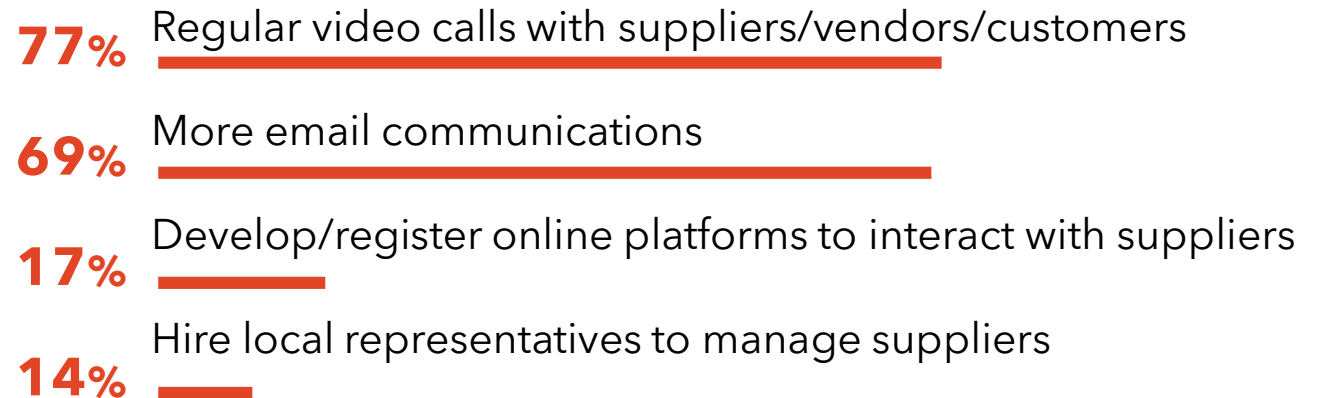 77% Regular video calls with suppliers/vendors/customers
69% More email communications
17% Develop/register online platforms to interact with suppliers
14% Hire local representatives to manage suppliers